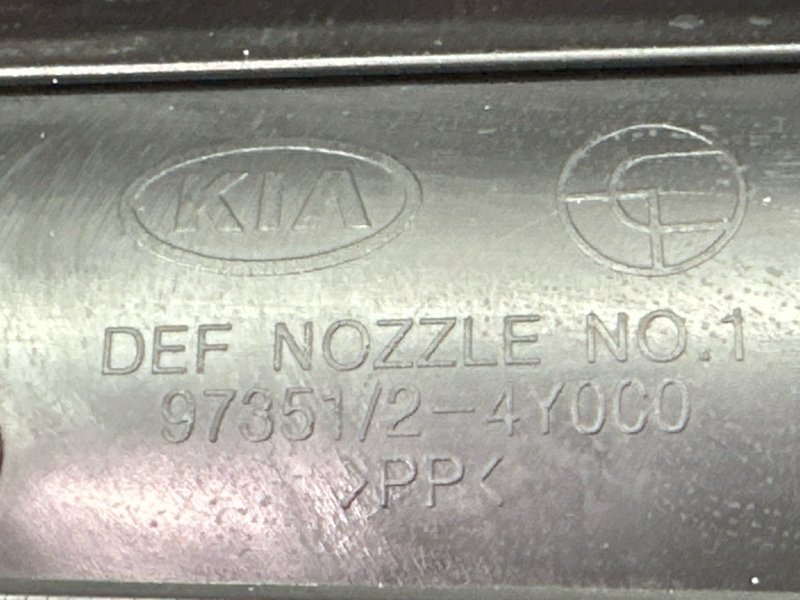 KIA
DEF NOZZLE NO.1
97351/2-4Y0C0
>PP<